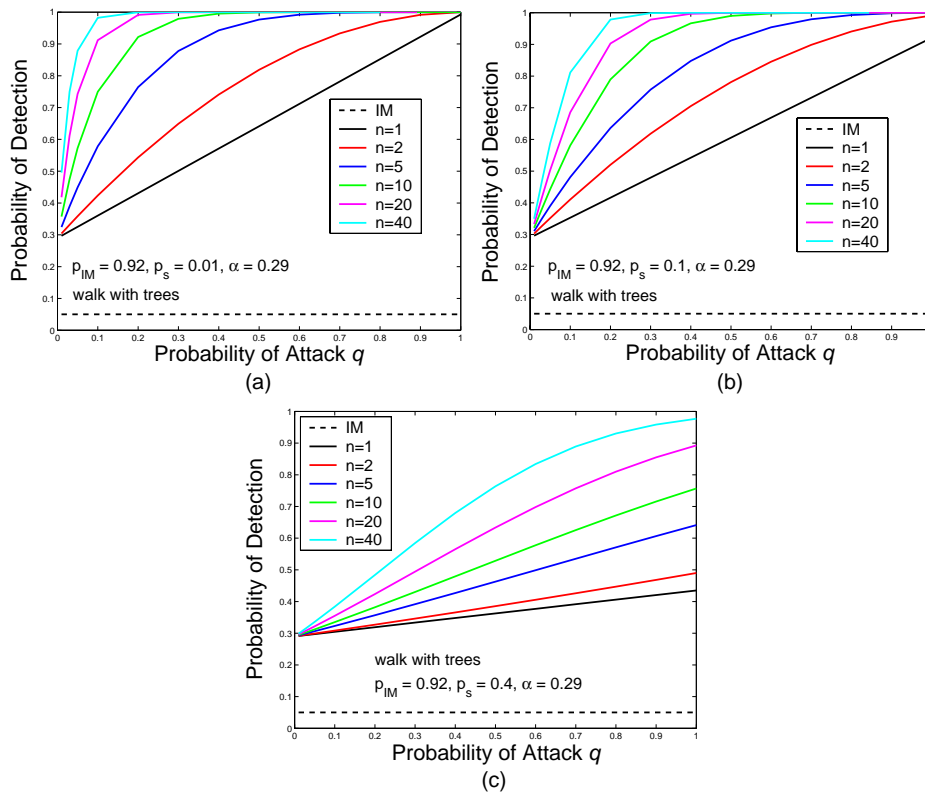 1
0.9
0.8
0.7
0.6
0.5
0.4
0.3
0.2
0.1
0
Probability of Detection
IM
n=1
n=2
n=5
n=10
n=20
n=40
p_IM = 0.92, p_s = 0.01, α = 0.29
walk with trees
0 0.1 0.2 0.3 0.4 0.5 0.6 0.7 0.8 0.9 1
Probability of Attack q
(a)
1
0.9
0.8
0.7
0.6
0.5
0.4
0.3
0.2
0.1
0
Probability of Detection
IM
n=1
n=2
n=5
n=10
n=20
n=40
p_IM = 0.92, p_s = 0.1, α = 0.29
walk with trees
0 0.1 0.2 0.3 0.4 0.5 0.6 0.7 0.8 0.9
Probability of Attack q
(b)
1
0.9
0.8
0.7
0.6
0.5
0.4
0.3
0.2
0.1
0
Probability of Detection
IM
n=1
n=2
n=5
n=10
n=20
n=40
walk with trees
p_IM = 0.92, p_s = 0.4, α = 0.29
0 0.1 0.2 0.3 0.4 0.5 0.6 0.7 0.8 0.9 1
Probability of Attack q
(c)